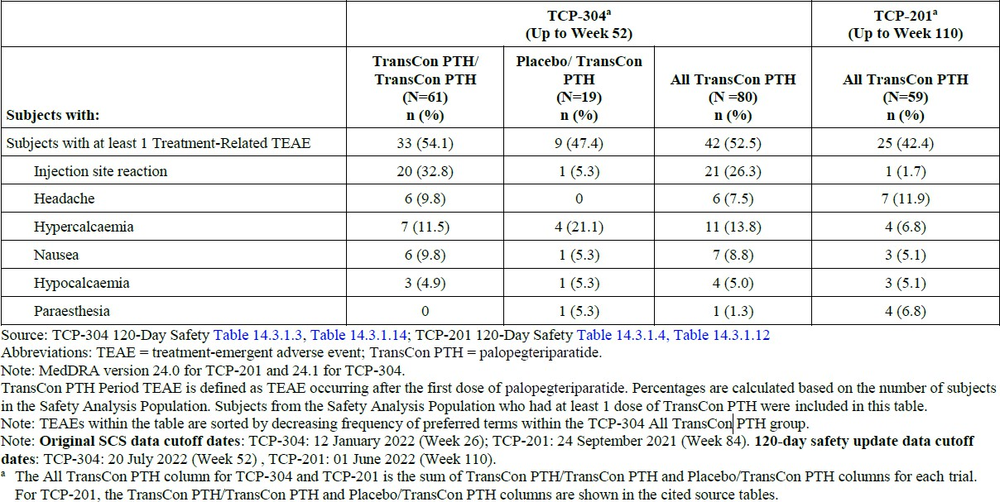 TCP-304a
(Up to Week 52)
TCP-201a
(Up to Week 110)
Subjects with:
TransCon PTH/
TransCon PTH
(N=61)
n (%)
Placebo/ TransCon
PTH
(N=19)
n (%)
All TransCon PTH
(N =80)
n (%)
All TransCon PTH
(N=59)
n (%)
Subjects with at least 1 Treatment-Related TEAE 33 (54.1) 9 (47.4) 42 (52.5) 25 (42.4)
Injection site reaction 20 (32.8) 1 (5.3) 21 (26.3) 1 (1.7)
Headache 6 (9.8) 0 6 (7.5) 7 (11.9)
Hypercalcaemia 7 (11.5) 4 (21.1) 11 (13.8) 4 (6.8)
Nausea 6 (9.8) 1 (5.3) 7 (8.8) 3 (5.1)
Hypocalcaemia 3 (4.9) 1 (5.3) 4 (5.0) 3 (5.1)
Paraesthesia 0 1 (5.3) 1 (1.3) 4 (6.8)
Source: TCP-304 120-Day Safety Table 14.3.1.3, Table 14.3.1.14; TCP-201 120-Day Safety Table 14.3.1.4, Table 14.3.1.12
Abbreviations: TEAE = treatment-emergent adverse event; TransCon PTH = palopegteriparatide.
Note: MedDRA version 24.0 for TCP-201 and 24.1 for TCP-304.
TransCon PTH Period TEAE is defined as TEAE occurring after the first dose of palopegteriparatide. Percentages are calculated based on the number of subjects
in the Safety Analysis Population. Subjects from the Safety Analysis Population who had at least 1 dose of TransCon PTH were included in this table.
Note: TEAEs within the table are sorted by decreasing frequency of preferred terms within the TCP-304 All TransCon PTH group.
Note: Original SCS data cutoff dates: TCP-304: 12 January 2022 (Week 26); TCP-201: 24 September 2021 (Week 84). 120-day safety update data cutoff
dates: TCP-304: 20 July 2022 (Week 52) , TCP-201: 01 June 2022 (Week 110).
a The All TransCon PTH column for TCP-304 and TCP-201 is the sum of TransCon PTH/TransCon PTH and Placebo/TransCon PTH columns for each trial.
For TCP-201, the TransCon PTH/TransCon PTH and Placebo/TransCon PTH columns are shown in the cited source tables.